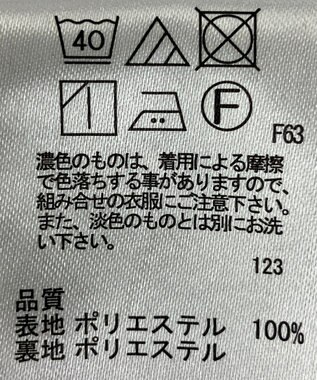 40
F
F63
濃色のものは、着用による摩擦
で色落ちする事がありますので、
組み合せの衣服にご注意下さい。
また、淡色のものとは別にお洗
い下さい。
123
品質
表地 ポリエステル 100%
裏地 ポリエステル